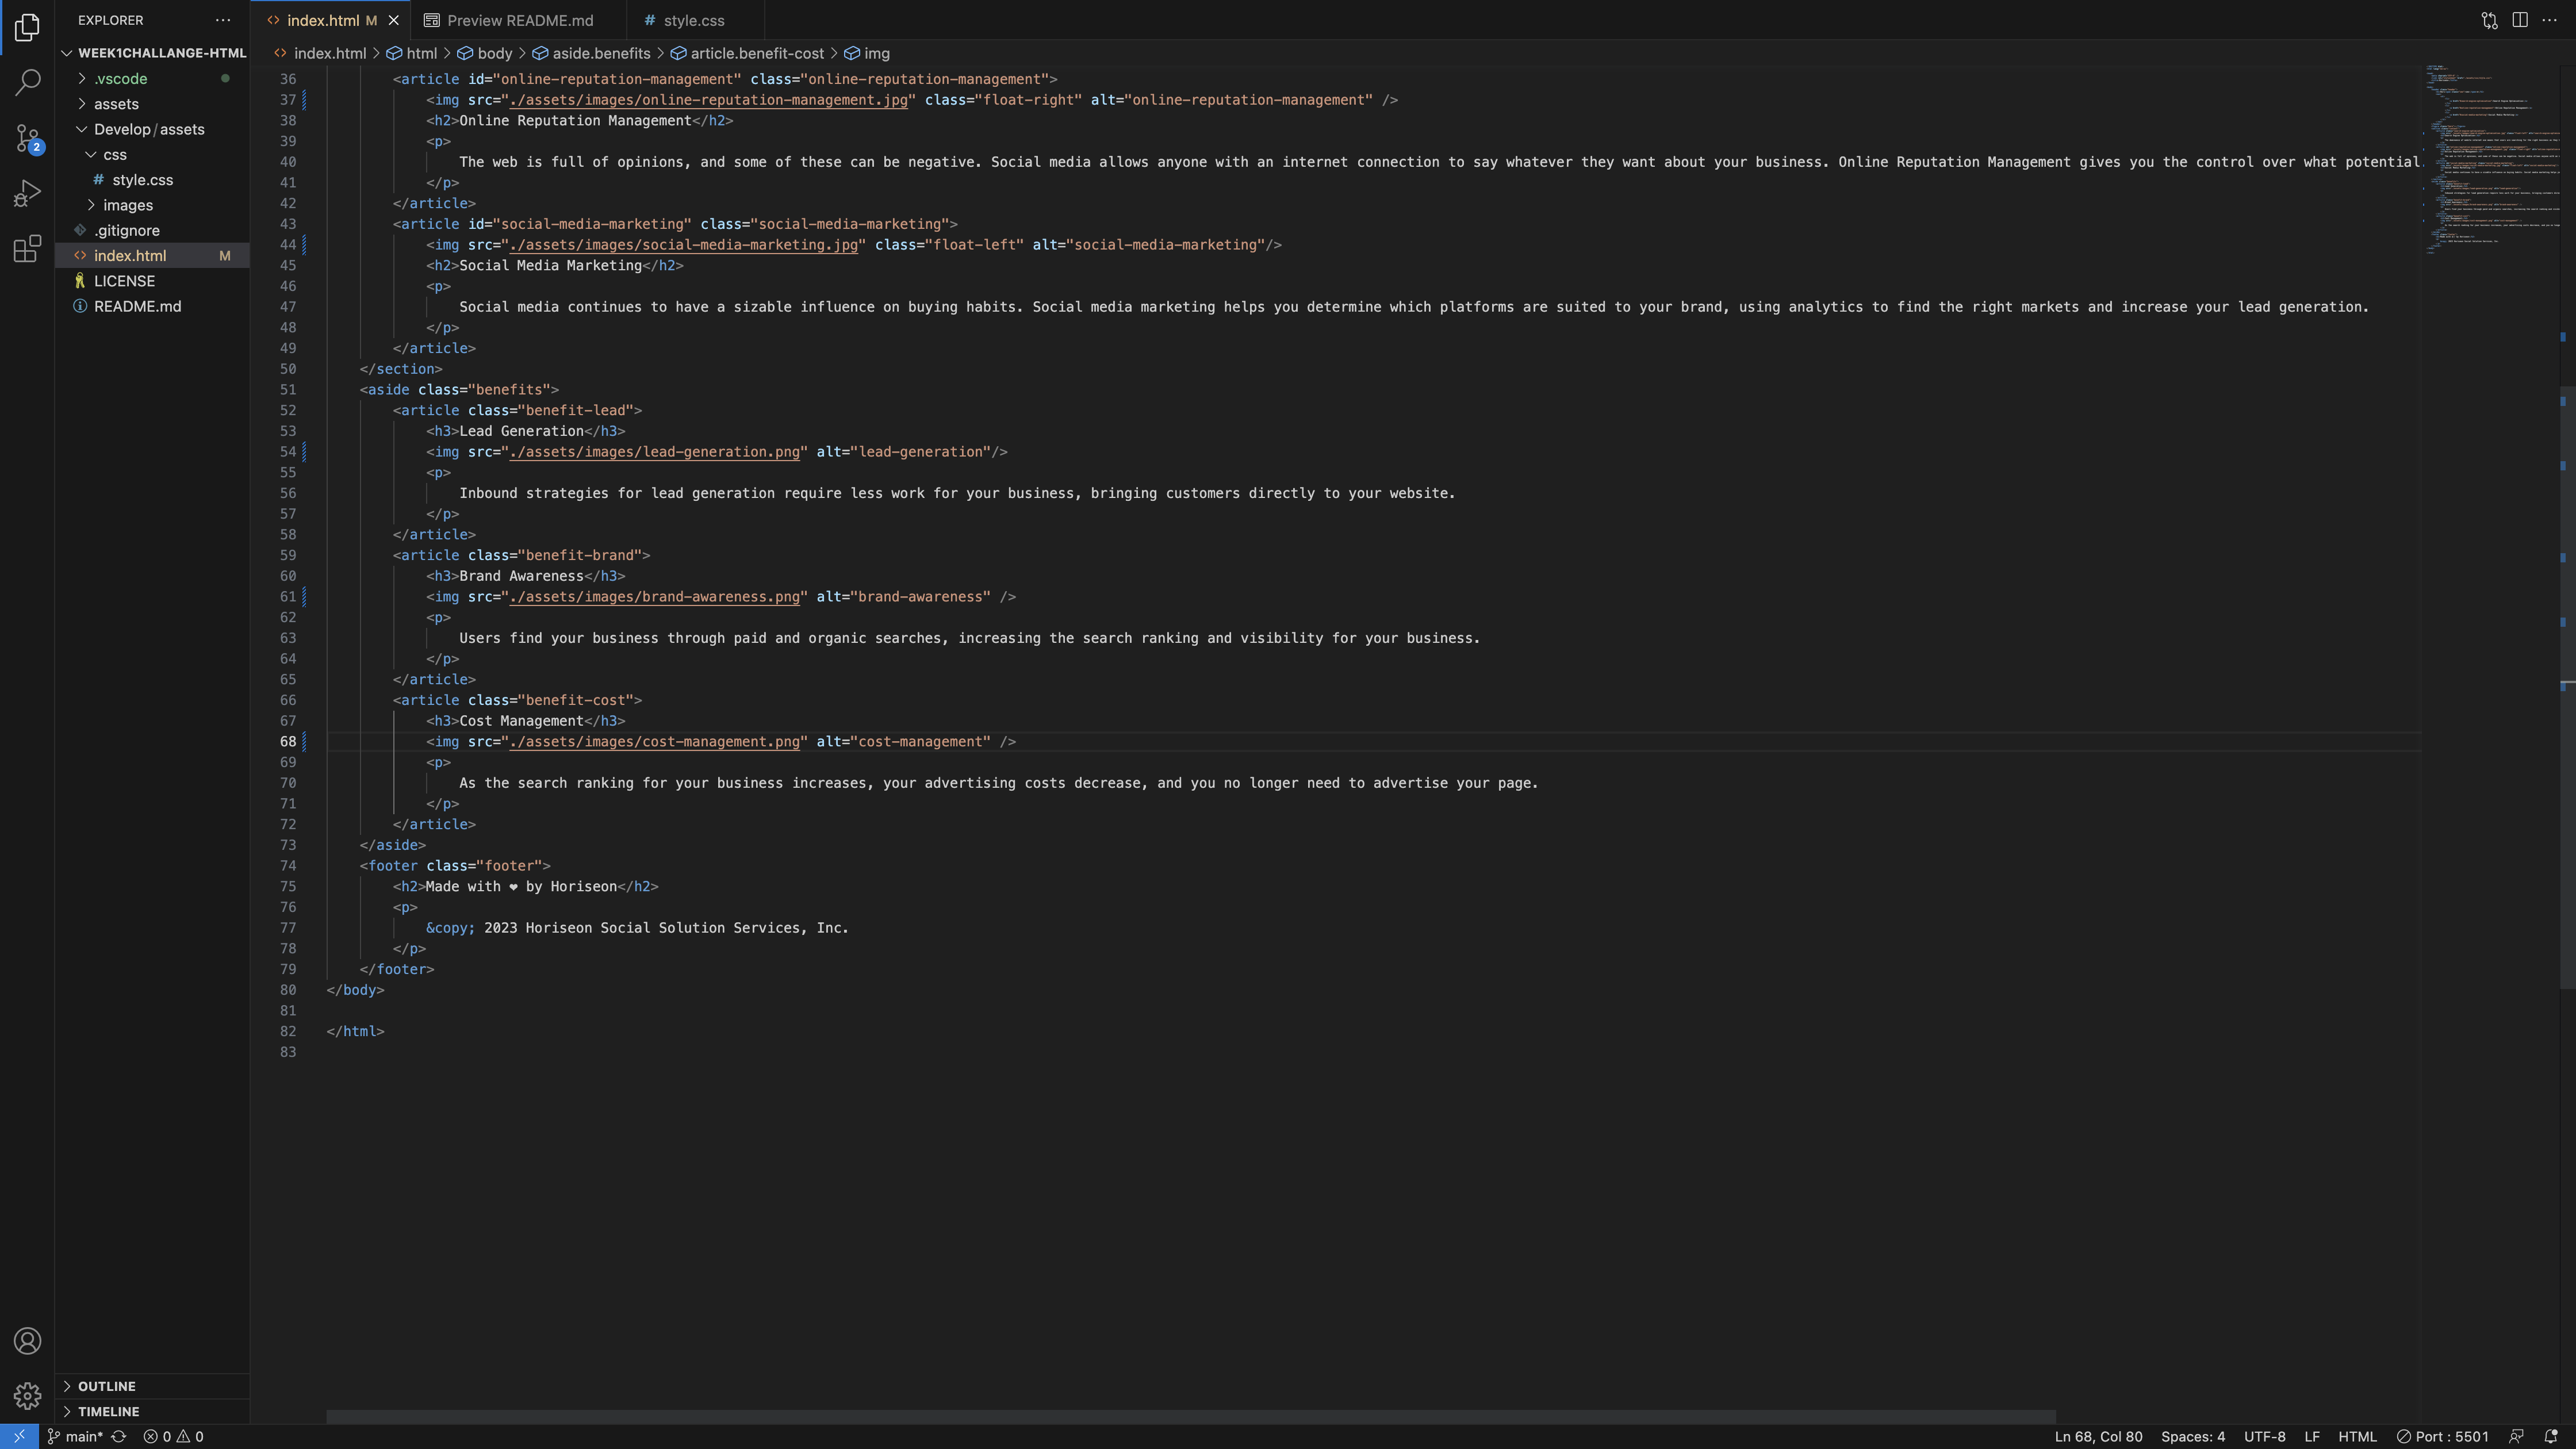 EXPLORER
index.html M
Preview README.md
# style.css
WEEK1CHALLANGE-HTML
index.html > html > body > aside.benefits > article.benefit-cost > img
.vscode
assets
Develop/assets
css
# style.css
images
.gitignore
index.html M
LICENSE
README.md
2
36 <article id="online-reputation-management" class="online-reputation-management">
37 <img src="./assets/images/online-reputation-management.jpg" class="float-right" alt="online-reputation-management" />
38 <h2>Online Reputation Management</h2>
39 <p>
40 The web is full of opinions, and some of these can be negative. Social media allows anyone with an internet connection to say whatever they want about your business. Online Reputation Management gives you the control over what potential
41 </p>
42 </article>
43 <article id="social-media-marketing" class="social-media-marketing">
44 <img src="./assets/images/social-media-marketing.jpg" class="float-left" alt="social-media-marketing"/>
45 <h2>Social Media Marketing</h2>
46 <p>
47 Social media continues to have a sizable influence on buying habits. Social media marketing helps you determine which platforms are suited to your brand, using analytics to find the right markets and increase your lead generation.
48 </p>
49 </article>
50 </section>
51 <aside class="benefits">
52 <article class="benefit-lead">
53 <h3>Lead Generation</h3>
54 <img src="./assets/images/lead-generation.png" alt="lead-generation"/>
55 <p>
56 Inbound strategies for lead generation require less work for your business, bringing customers directly to your website.
57 </p>
58 </article>
59 <article class="benefit-brand">
60 <h3>Brand Awareness</h3>
61 <img src="./assets/images/brand-awareness.png" alt="brand-awareness" />
62 <p>
63 Users find your business through paid and organic searches, increasing the search ranking and visibility for your business.
64 </p>
65 </article>
66 <article class="benefit-cost">
67 <h3>Cost Management</h3>
68 <img src="./assets/images/cost-management.png" alt="cost-management" />
69 <p>
70 As the search ranking for your business increases, your advertising costs decrease, and you no longer need to advertise your page.
71 </p>
72 </article>
73 </aside>
74 <footer class="footer">
75 <h2>Made with ❤ by Horiseon</h2>
76 <p>
77 &copy; 2023 Horiseon Social Solution Services, Inc.
78 </p>
79 </footer>
80 </body>
81
82 </html>
83
OUTLINE
TIMELINE
main* 0 0
Ln 68, Col 80 Spaces: 4 UTF-8 LF HTML Port : 5501